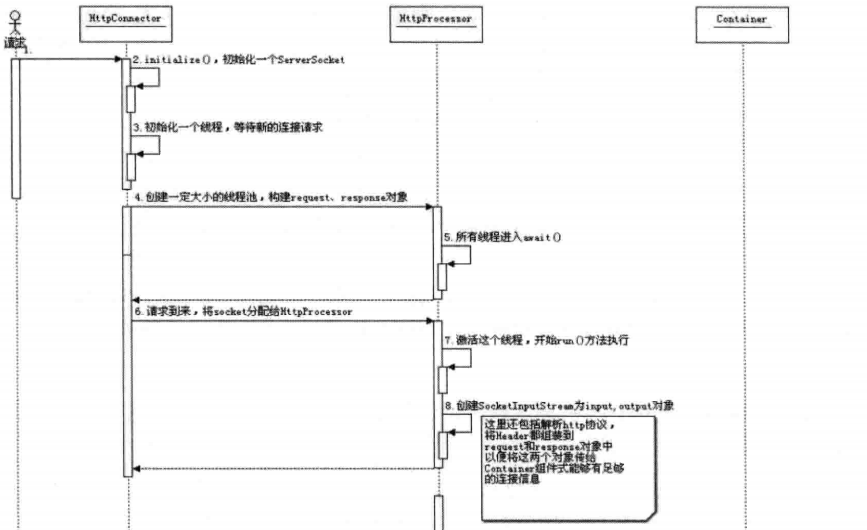 HttpConnector
HttpProcessor
Container
请求
1.
2.initialize()，初始化一个ServerSocket
3.初始化一个线程，等待新的连接请求
4.创建一定大小的线程池，构建request、response对象
5.所有线程进入await()
6.请求到来，将socket分配给HttpProcessor
7.激活这个线程，开始run()方法执行
8.创建SocketInputStream为input,output对象
这里还包括解析http协议，
将Header都组装到
request和response对象中
以便将这两个对象传给
Container组件式能够有足够
的连接信息